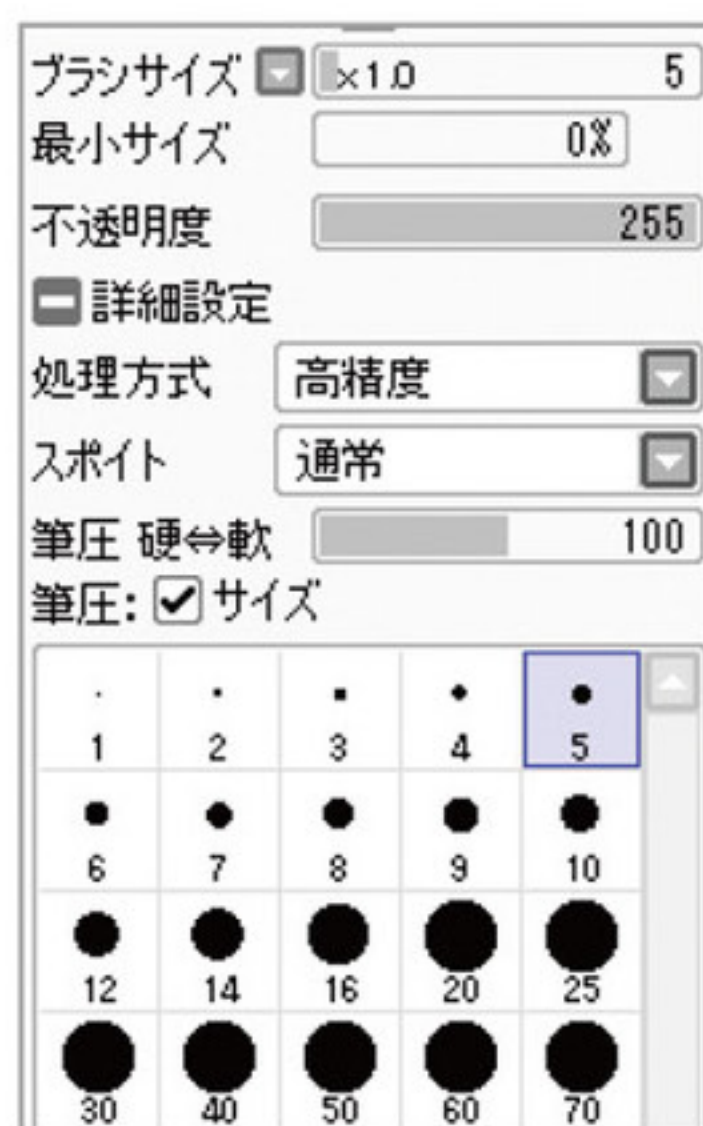 ブラシサイズ ×1.0 5
最小サイズ 0%
不透明度 255
詳細設定
処理方式 高精度
スポイト 通常
筆圧 硬⇔軟 100
筆圧: サイズ
1 2 3 4 5
6 7 8 9 10
12 14 16 20 25
30 40 50 60 70